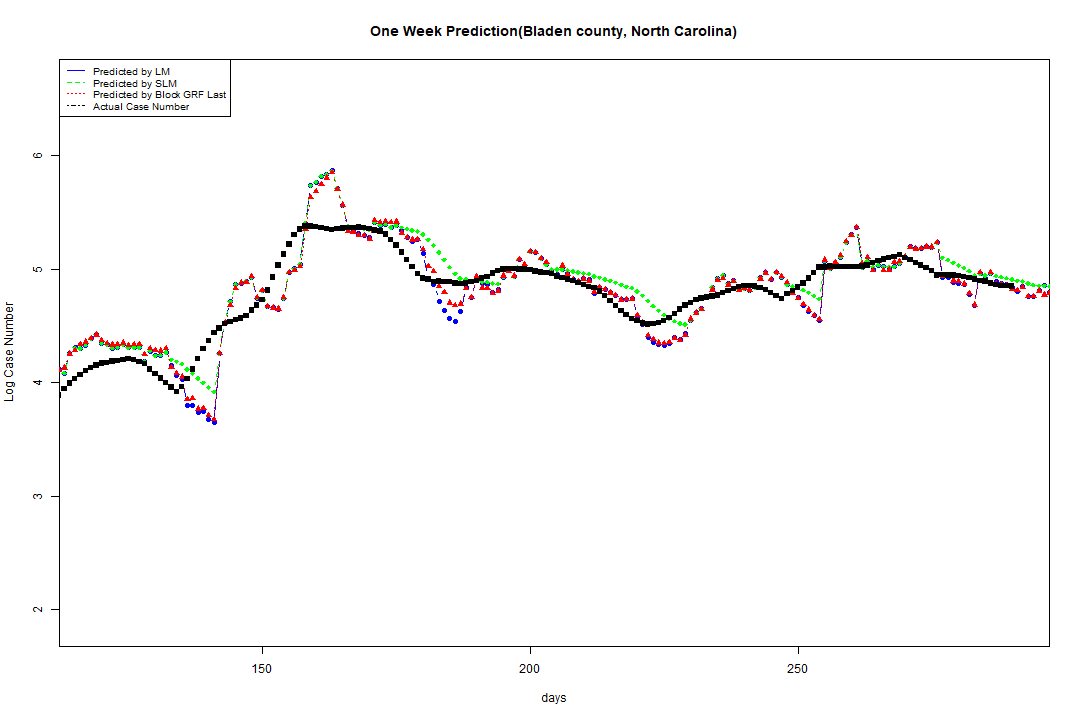 One Week Prediction(Bladen county, North Carolina)
Predicted by LM
Predicted by SLM
Predicted by Block GRF Last
Actual Case Number
6
5
4
3
2
Log Case Number
150
200
250
days